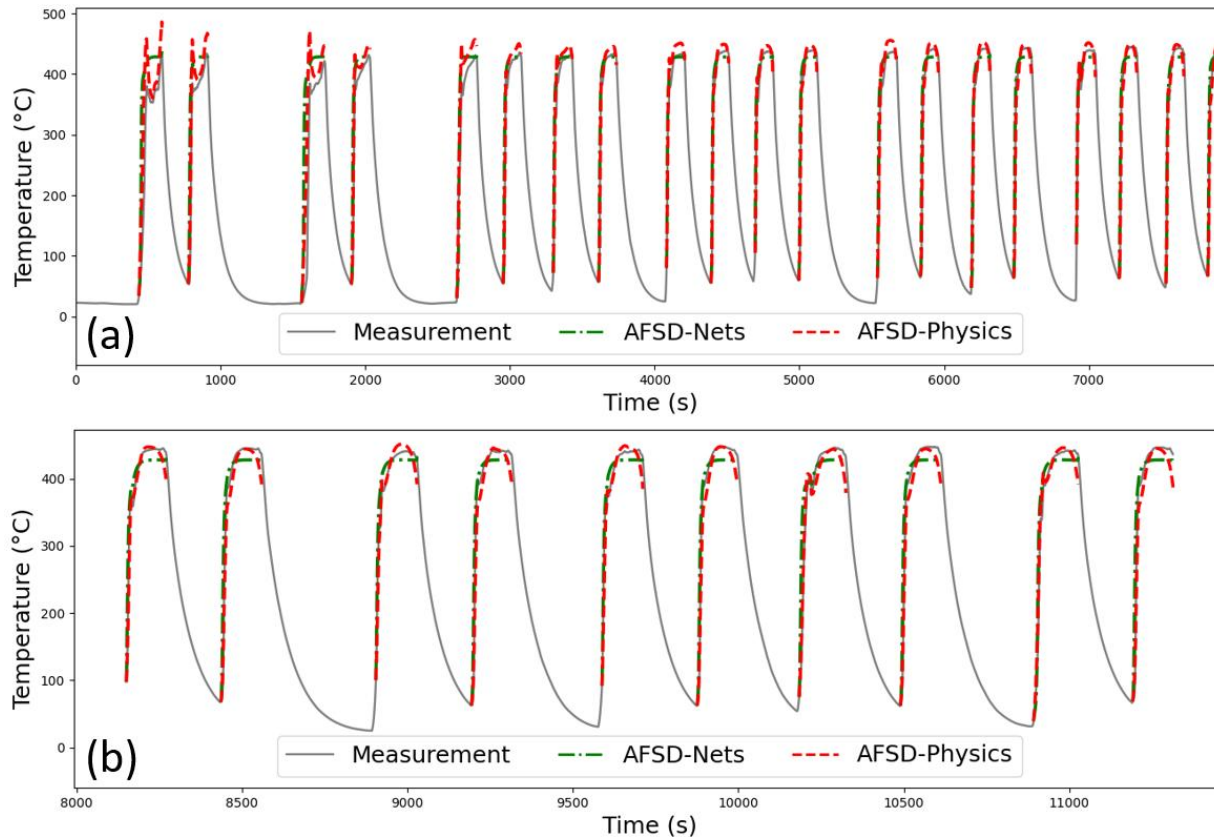 500
400
300
200
100
0
Temperature (°C)
(a)
Measurement
AFSD-Nets
AFSD-Physics
0
1000
2000
3000
4000
5000
6000
7000
Time (s)
400
300
200
100
0
Temperature (°C)
(b)
Measurement
AFSD-Nets
AFSD-Physics
8000
8500
9000
9500
10000
10500
11000
Time (s)